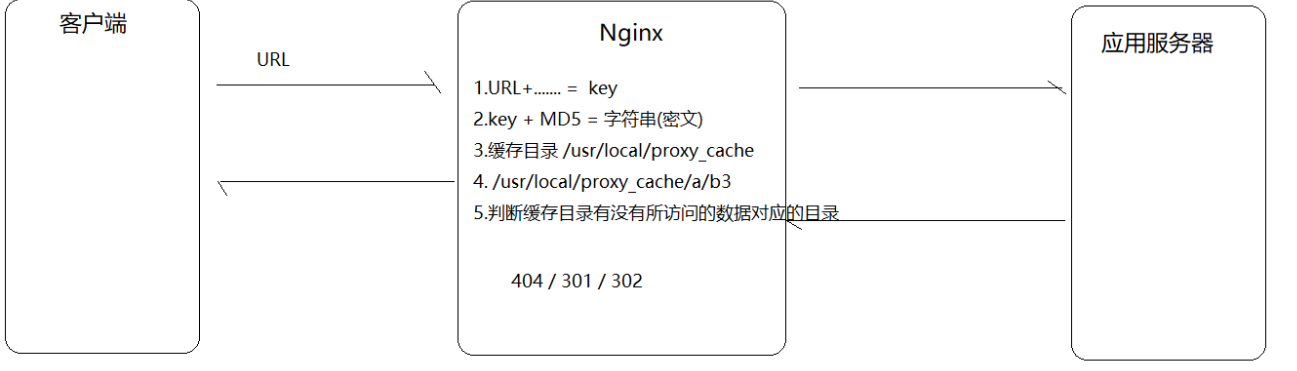 客户端
URL
Nginx
1.URL+....... = key
2.key + MD5 = 字符串(密文)
3.缓存目录 /usr/local/proxy_cache
4. /usr/local/proxy_cache/a/b3
5.判断缓存目录有没有所访问的数据对应的目录
404 / 301 / 302
应用服务器